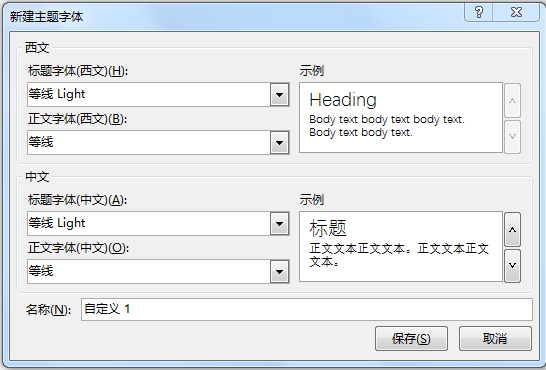 新建主题字体
西文
标题字体(西文)(H):
等线 Light
正文字体(西文)(B):
等线
示例
Heading
Body text body text body text.
Body text body text.
中文
标题字体(中文)(A):
等线 Light
正文字体(中文)(O):
等线
示例
标题
正文文本正文文本。正文文本正文
文本。
名称(N):
自定义 1
保存(S)
取消